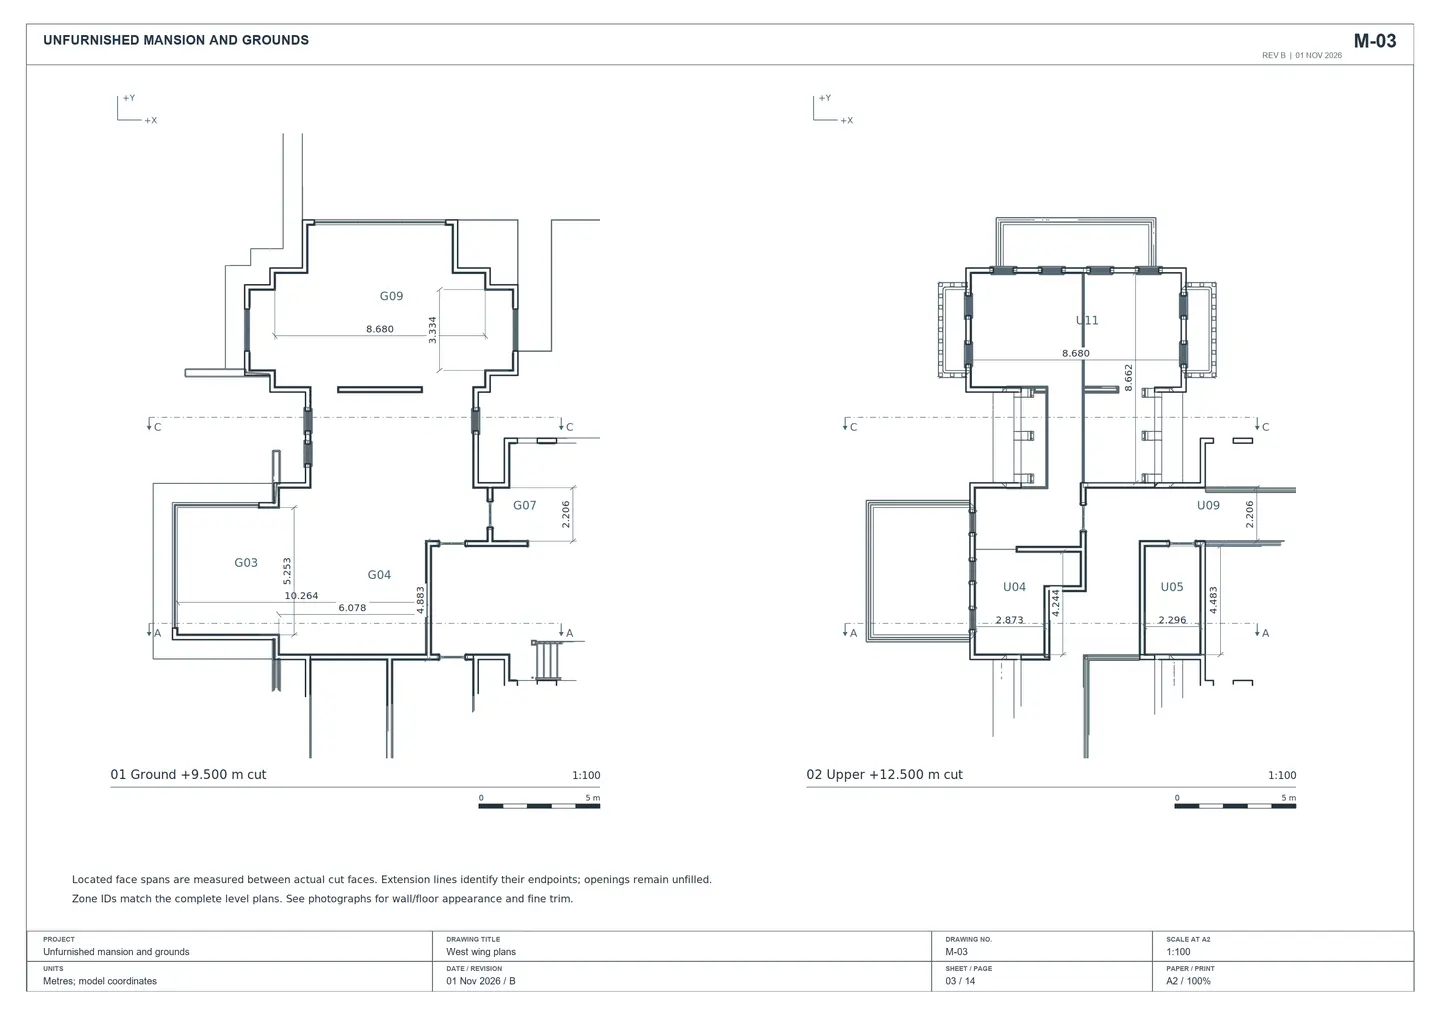 UNFURNISHED MANSION AND GROUNDS
M-03
REV B | 01 NOV 2026
+Y
+X
+Y
+X
G09
8.680
3.334
C
C
G07
2.206
G03
5.253
G04
10.264
6.078
4.883
A
A
U11
8.680
8.662
C
C
U09
2.206
U04
4.244
2.873
U05
2.296
4.483
A
A
01 Ground +9.500 m cut
1:100
0
5 m
02 Upper +12.500 m cut
1:100
0
5 m
Located face spans are measured between actual cut faces. Extension lines identify their endpoints; openings remain unfilled.
Zone IDs match the complete level plans. See photographs for wall/floor appearance and fine trim.
PROJECT
Unfurnished mansion and grounds
DRAWING TITLE
West wing plans
DRAWING NO.
M-03
SCALE AT A2
1:100
UNITS
Metres; model coordinates
DATE / REVISION
01 Nov 2026 / B
SHEET / PAGE
03 / 14
PAPER / PRINT
A2 / 100%